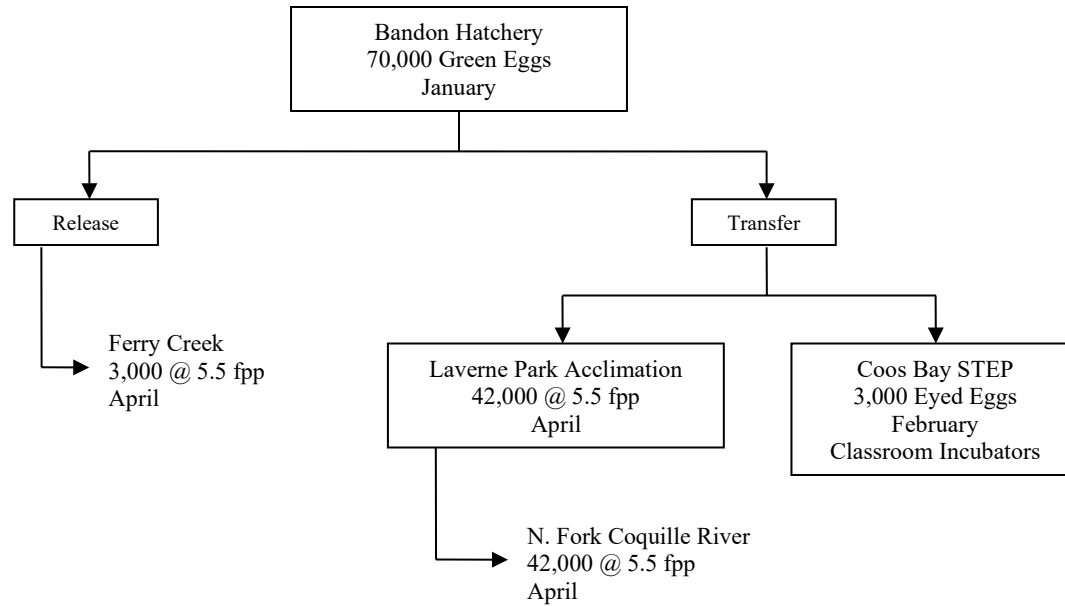 Bandon Hatchery
70,000 Green Eggs
January
Release
Transfer
Ferry Creek
3,000 @ 5.5 fpp
April
Laverne Park Acclimation
42,000 @ 5.5 fpp
April
Coos Bay STEP
3,000 Eyed Eggs
February
Classroom Incubators
N. Fork Coquille River
42,000 @ 5.5 fpp
April